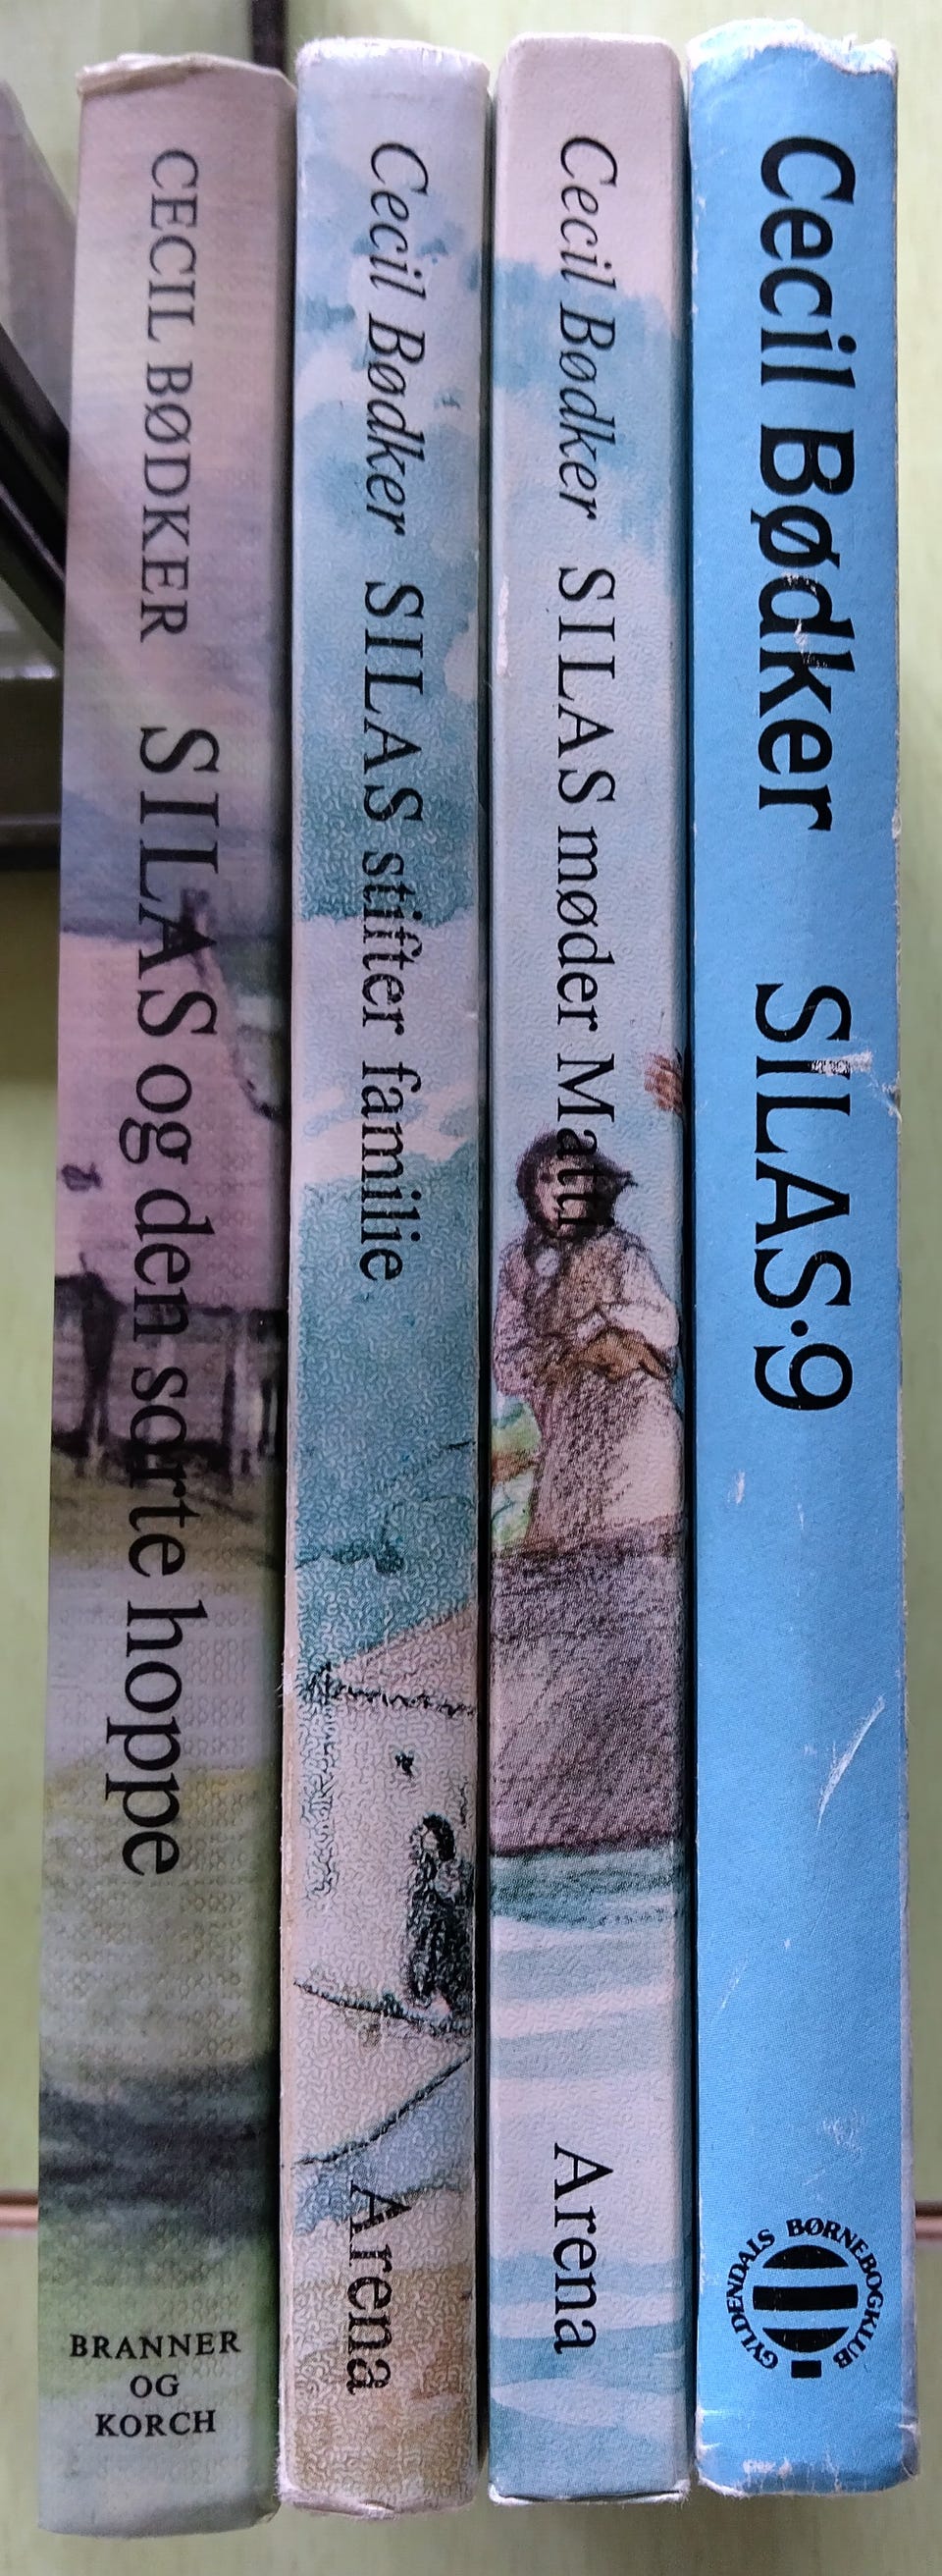 CECIL BØDKER SILAS og den sorte hoppe
BRANNER
OG
KORCH
Cecil Bødker SILAS stifter familie Arena
Cecil Bødker SILAS møder Matti Arena
Cecil Bødker SILAS·9
GYLDENDALS BØRNEBOGKLUB